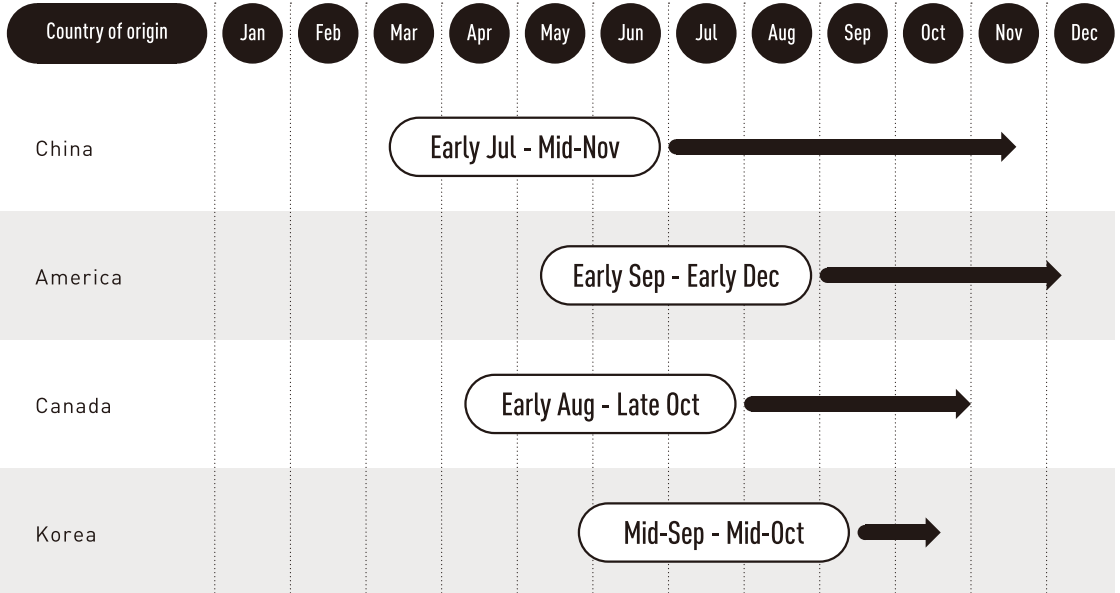 Country of origin Jan Feb Mar Apr May Jun Jul Aug Sep Oct Nov Dec
China Early Jul - Mid-Nov
America Early Sep - Early Dec
Canada Early Aug - Late Oct
Korea Mid-Sep - Mid-Oct